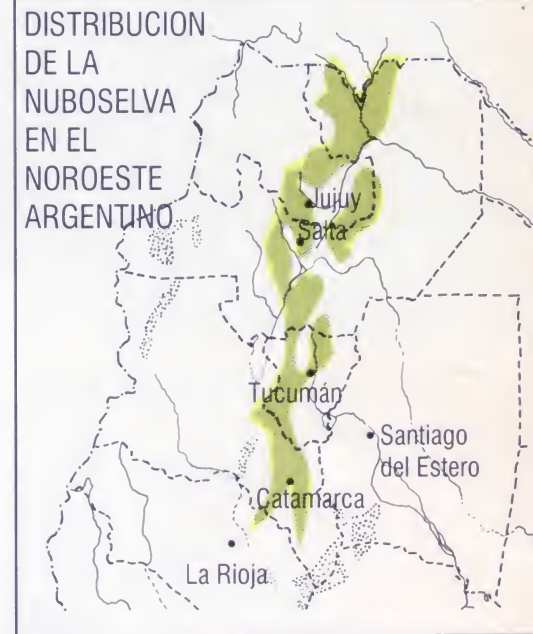 DISTRIBUCION
DE LA
NUBOSELVA
EN EL
NOROESTE
ARGENTINO
Jujuy
Salta
Tucumán
Santiago
del Estero
Catamarca
La Rioja